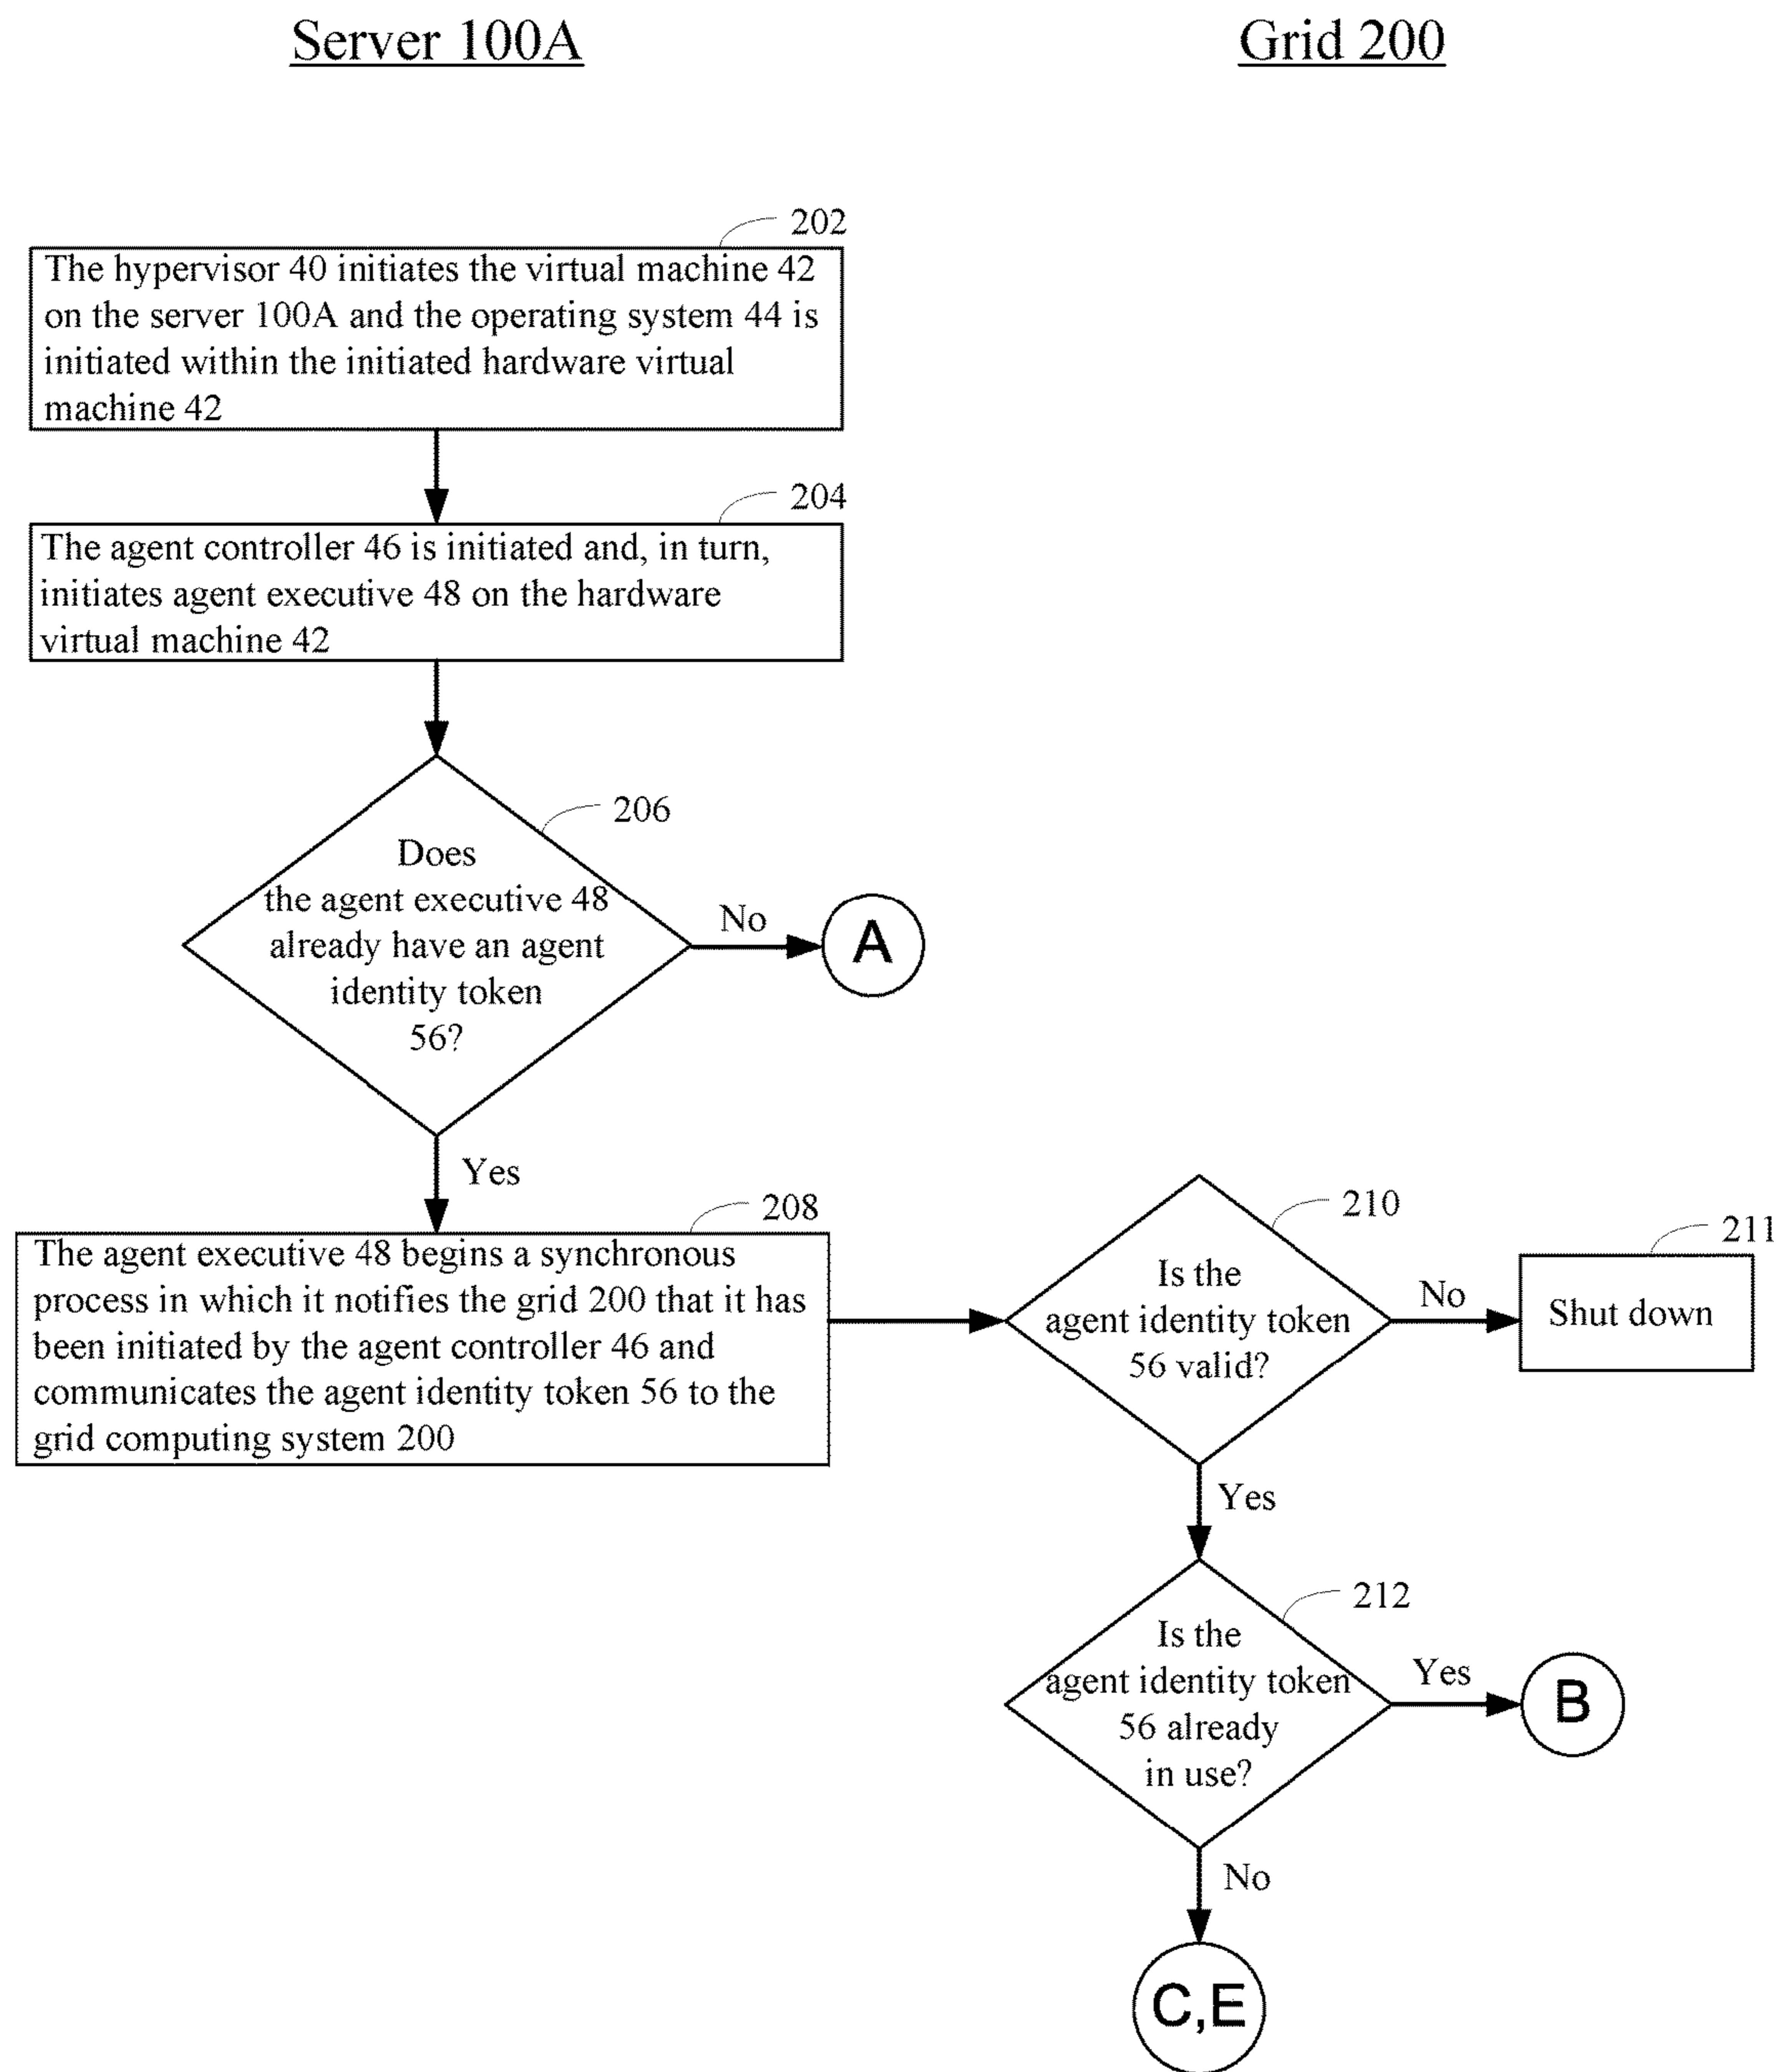 Server 100A
Grid 200
202
The hypervisor 40 initiates the virtual machine 42
on the server 100A and the operating system 44 is
initiated within the initiated hardware virtual
machine 42
204
The agent controller 46 is initiated and, in turn,
initiates agent executive 48 on the hardware
virtual machine 42
206
Does
the agent executive 48
already have an agent
identity token
56?
No
A
Yes
208
The agent executive 48 begins a synchronous
process in which it notifies the grid 200 that it has
been initiated by the agent controller 46 and
communicates the agent identity token 56 to the
grid computing system 200
210
Is the
agent identity token
56 valid?
No
211
Shut down
Yes
212
Is the
agent identity token
56 already
in use?
Yes
B
No
C,E